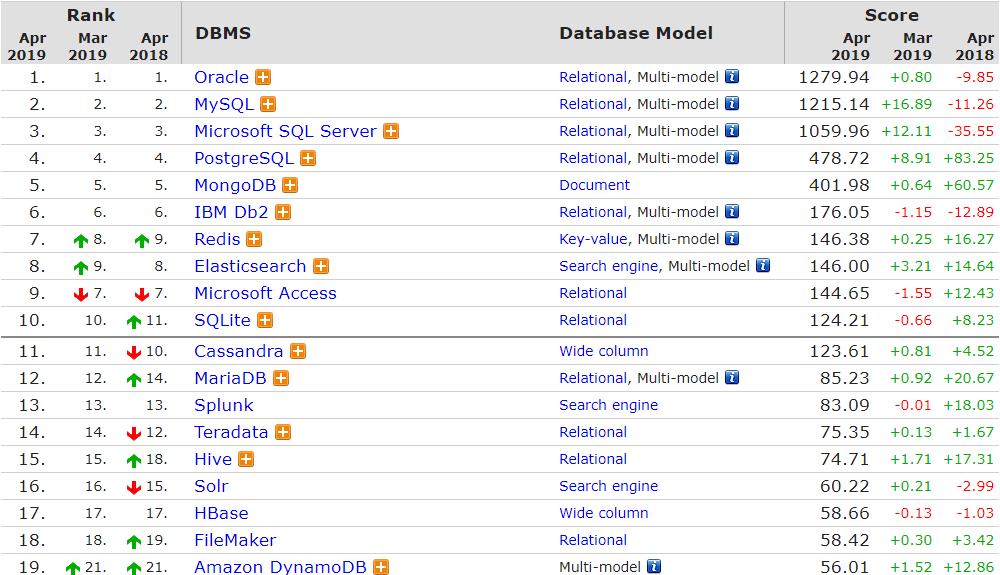 Rank Score
Apr Mar Apr DBMS Database Model Apr Mar Apr
2019 2019 2018 2019 2019 2018
1. 1. 1. Oracle Relational, Multi-model 1279.94 +0.80 -9.85
2. 2. 2. MySQL Relational, Multi-model 1215.14 +16.89 -11.26
3. 3. 3. Microsoft SQL Server Relational, Multi-model 1059.96 +12.11 -35.55
4. 4. 4. PostgreSQL Relational, Multi-model 478.72 +8.91 +83.25
5. 5. 5. MongoDB Document 401.98 +0.64 +60.57
6. 6. 6. IBM Db2 Relational, Multi-model 176.05 -1.15 -12.89
7. 8. 9. Redis Key-value, Multi-model 146.38 +0.25 +16.27
8. 9. 8. Elasticsearch Search engine, Multi-model 146.00 +3.21 +14.64
9. 7. 7. Microsoft Access Relational 144.65 -1.55 +12.43
10. 10. 11. SQLite Relational 124.21 -0.66 +8.23
11. 11. 10. Cassandra Wide column 123.61 +0.81 +4.52
12. 12. 14. MariaDB Relational, Multi-model 85.23 +0.92 +20.67
13. 13. 13. Splunk Search engine 83.09 -0.01 +18.03
14. 14. 12. Teradata Relational 75.35 +0.13 +1.67
15. 15. 18. Hive Relational 74.71 +1.71 +17.31
16. 16. 15. Solr Search engine 60.22 +0.21 -2.99
17. 17. 17. HBase Wide column 58.66 -0.13 -1.03
18. 18. 19. FileMaker Relational 58.42 +0.30 +3.42
19. 21. 21. Amazon DynamoDB Multi-model 56.01 +1.52 +12.86